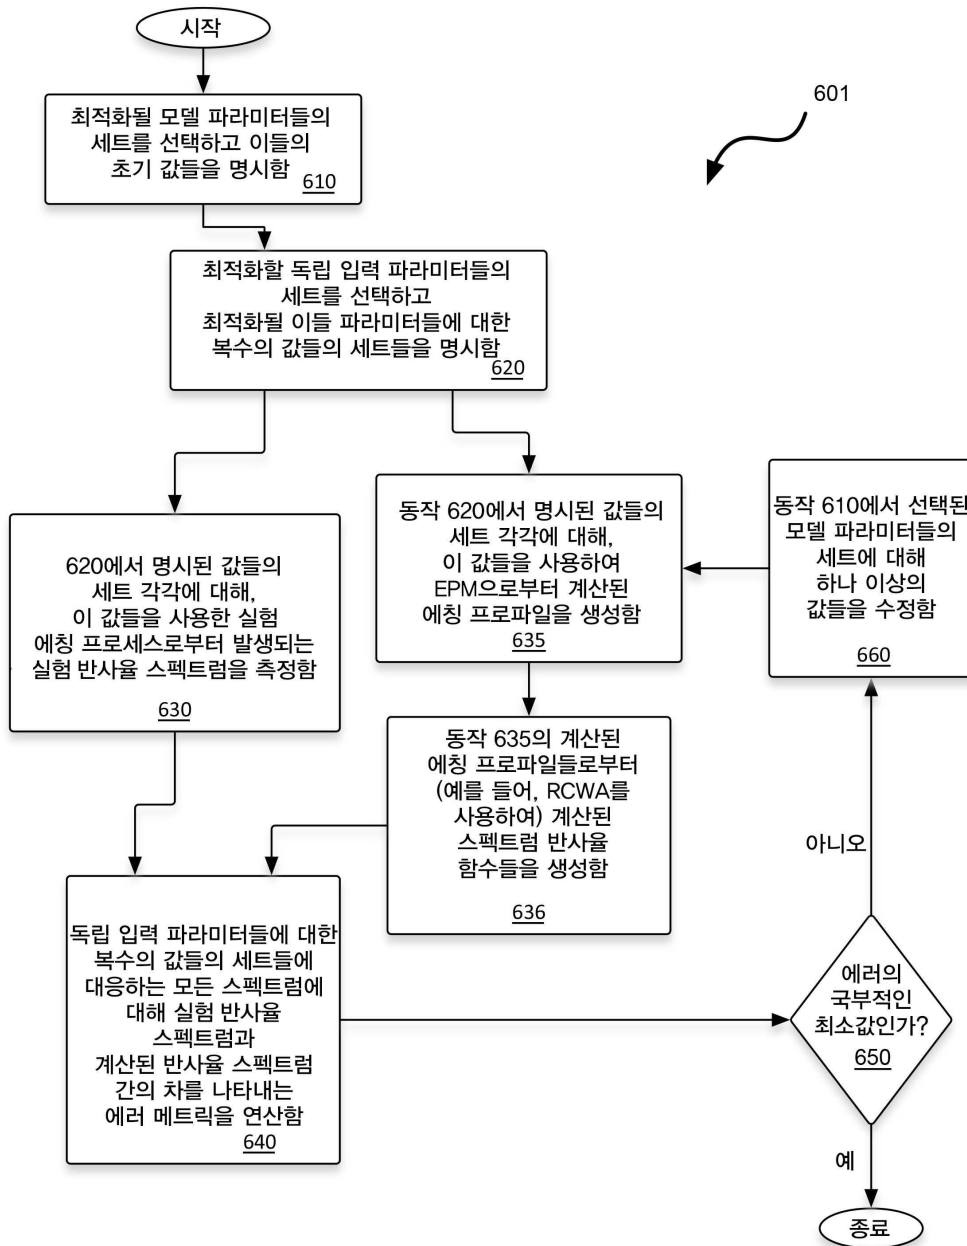 시작
601
최적화될 모델 파라미터들의
세트를 선택하고 이들의
초기 값들을 명시함
610
최적화할 독립 입력 파라미터들의
세트를 선택하고
최적화될 이들 파라미터들에 대한
복수의 값들의 세트들을 명시함
620
620에서 명시된 값들의
세트 각각에 대해,
이 값들을 사용한 실험
에칭 프로세스로부터 발생되는
실험 반사율 스펙트럼을 측정함
630
동작 620에서 명시된 값들의
세트 각각에 대해,
이 값들을 사용하여
EPM으로부터 계산된
에칭 프로파일을 생성함
635
동작 610에서 선택된
모델 파라미터들의
세트에 대해
하나 이상의
값들을 수정함
660
동작 635의 계산된
에칭 프로파일들로부터
(예를 들어, RCWA를
사용하여) 계산된
스펙트럼 반사율
함수들을 생성함
636
아니오
독립 입력 파라미터들에 대한
복수의 값들의 세트들에
대응하는 모든 스펙트럼에
대해 실험 반사율
스펙트럼과
계산된 반사율 스펙트럼
간의 차를 나타내는
에러 메트릭을 연산함
640
에러의
국부적인
최소값인가?
650
예
종료